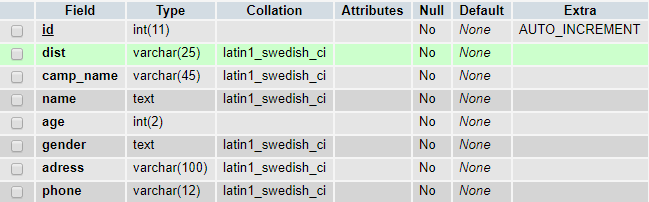 Field Type Collation Attributes Null Default Extra
id int(11) No None AUTO_INCREMENT
dist varchar(25) latin1_swedish_ci No None
camp_name varchar(45) latin1_swedish_ci No None
name text latin1_swedish_ci No None
age int(2) No None
gender text latin1_swedish_ci No None
adress varchar(100) latin1_swedish_ci No None
phone varchar(12) latin1_swedish_ci No None